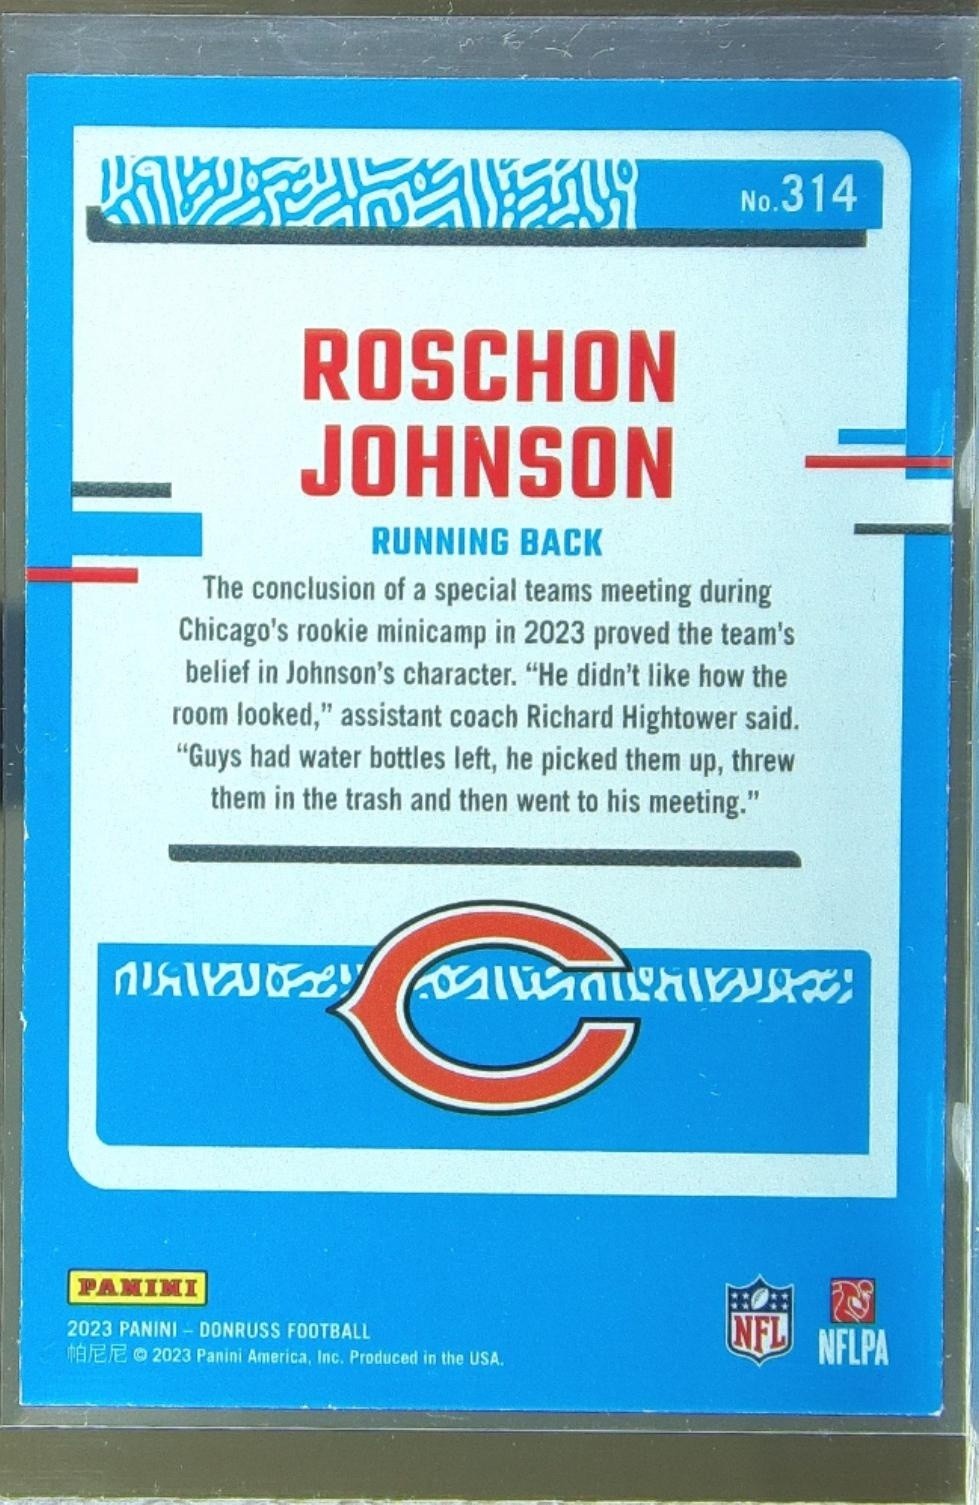 No.314
ROSCHON
JOHNSON
RUNNING BACK
The conclusion of a special teams meeting during
Chicago's rookie minicamp in 2023 proved the team's
belief in Johnson's character. “He didn't like how the
room looked,” assistant coach Richard Hightower said.
“Guys had water bottles left, he picked them up, threw
them in the trash and then went to his meeting.”
PANINI
2023 PANINI – DONRUSS FOOTBALL
帕尼尼 © 2023 Panini America, Inc. Produced in the USA.
NFL
NFLPA